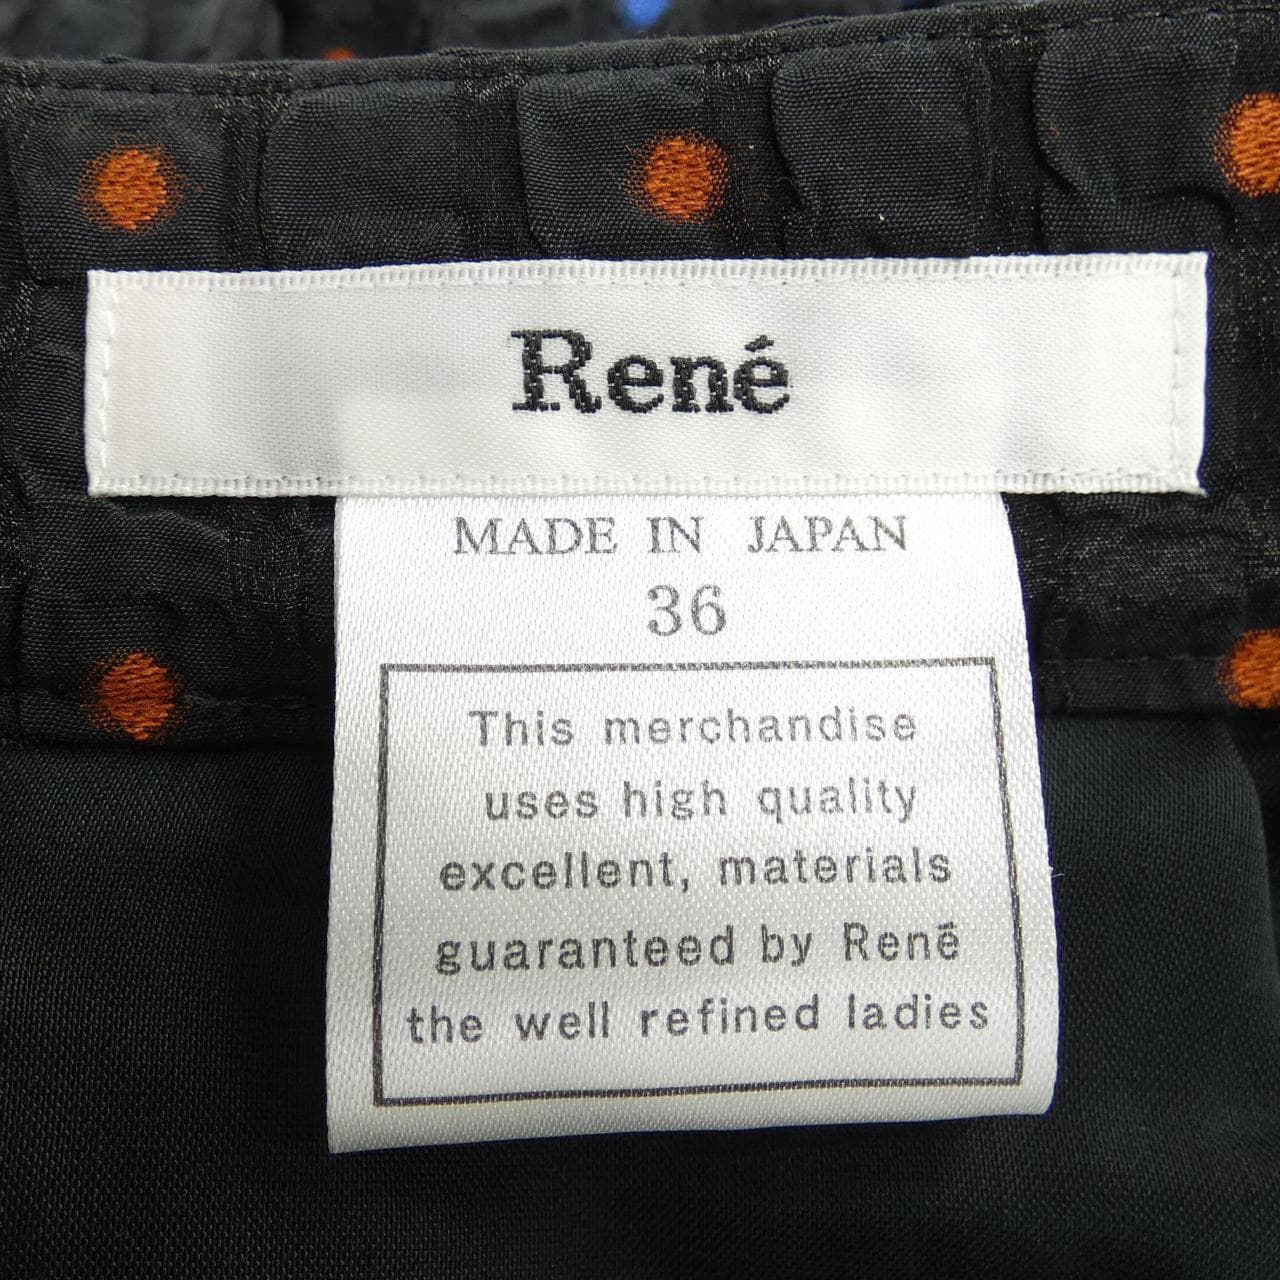 René
MADE IN JAPAN
36
This merchandise
uses high quality
excellent, materials
guaranteed by René
the well refined ladies